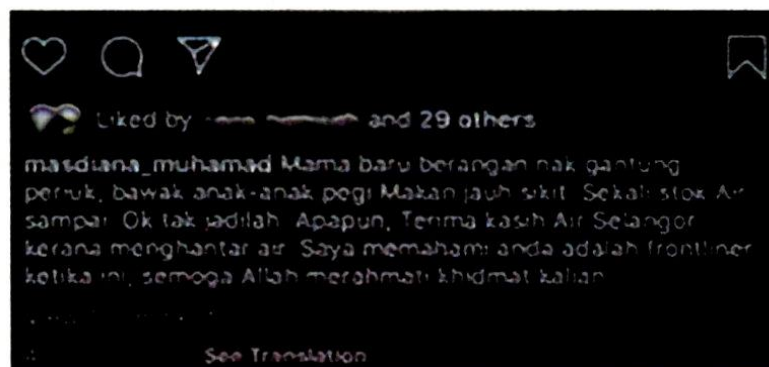 Liked by and 29 others
masdiana_muhamad Mama baru berangan nak gantung
periuk, bawak anak-anak pegi Makan jauh sikit. Sekali stok Air
sampai. Ok tak jadilah. Apapun, Terima kasih Air Selangor
kerana menghantar air. Saya memahami anda adalah frontliner
ketika ini, semoga Allah merahmati khidmat kalian
See Translation